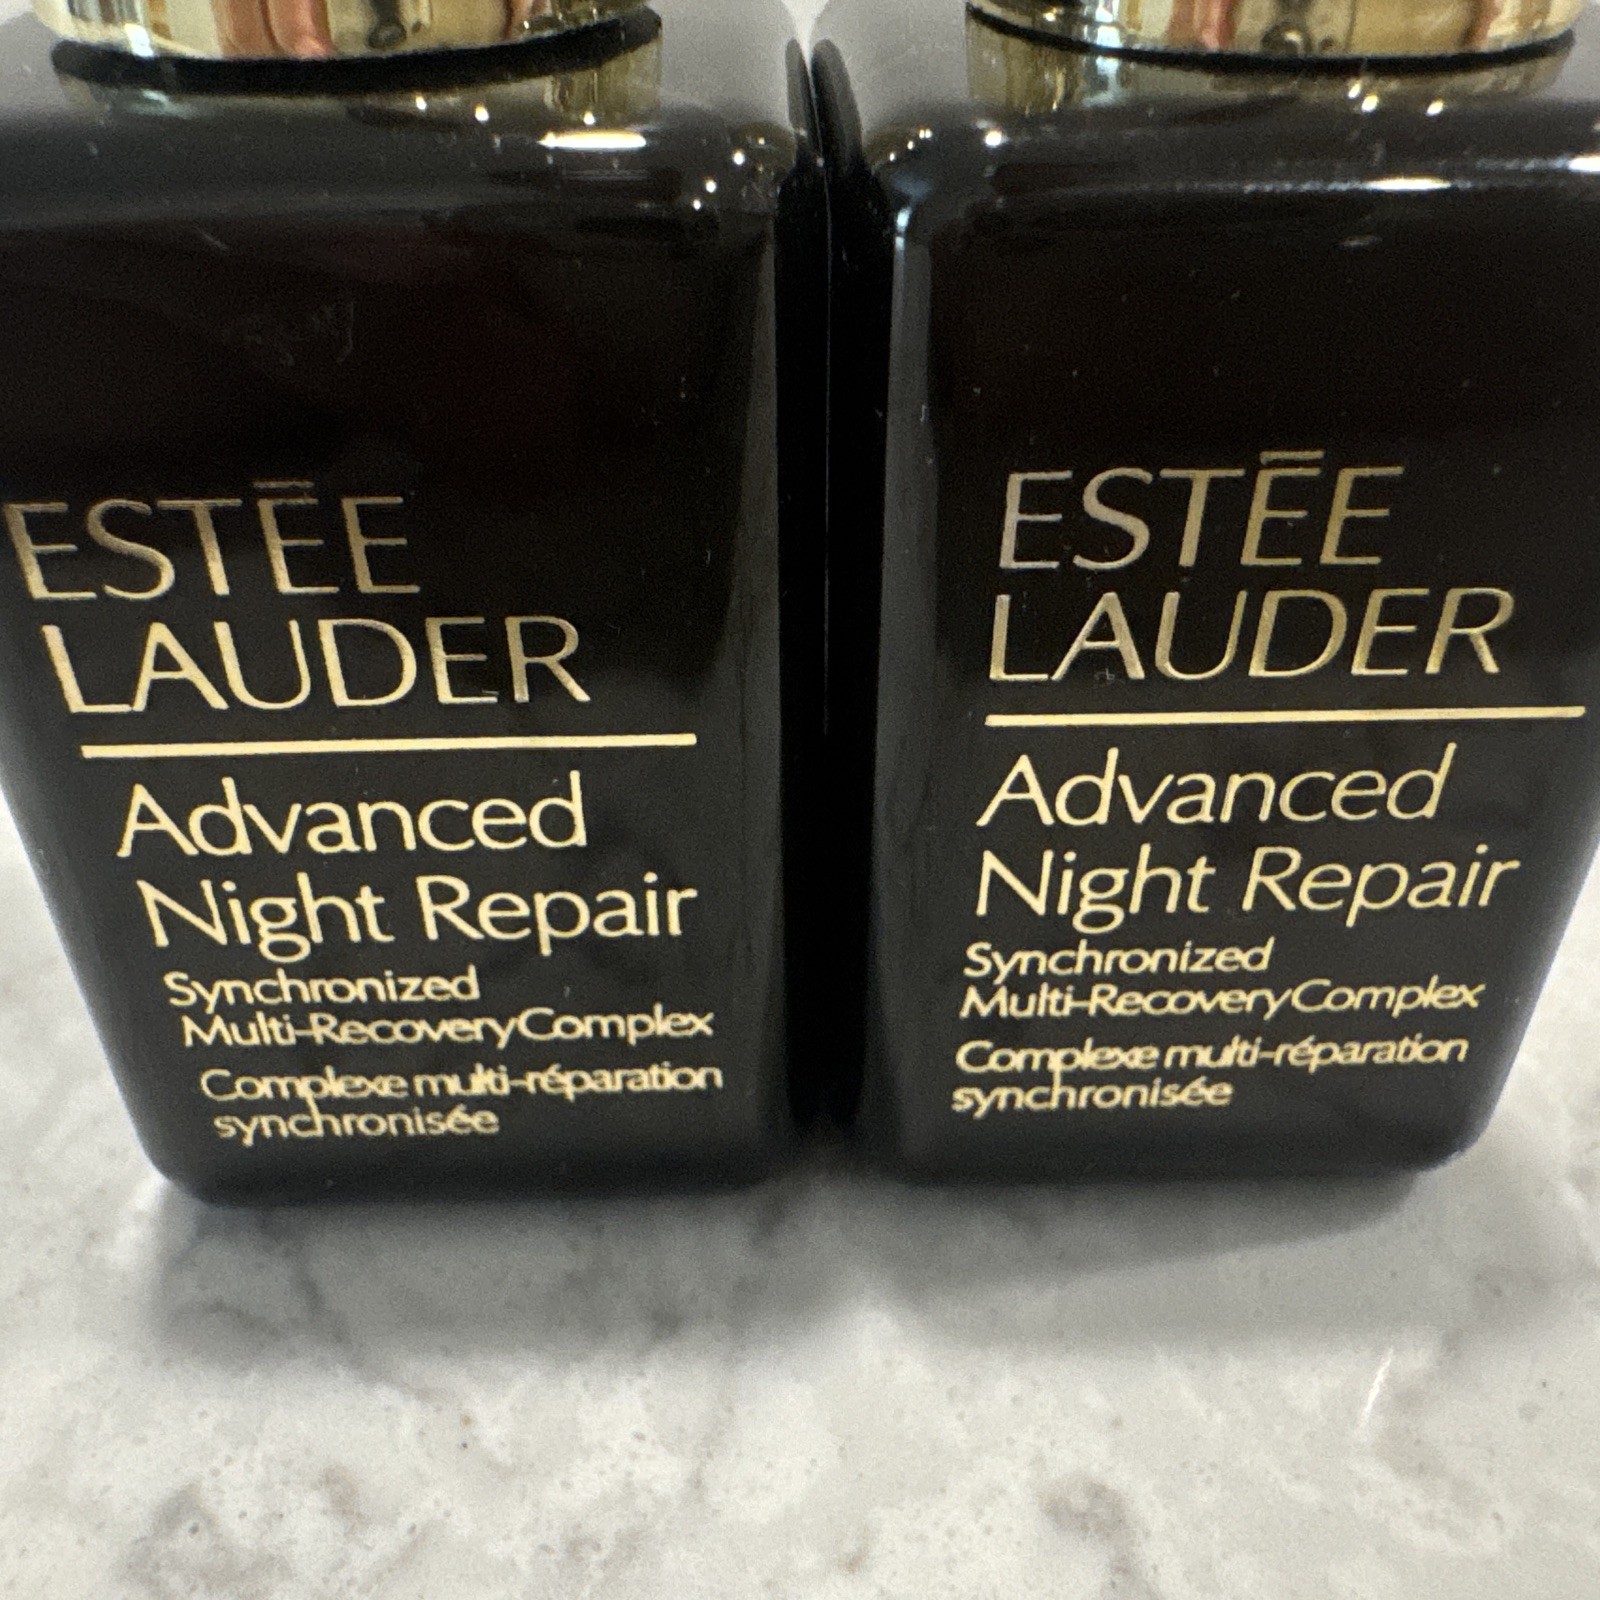 ESTĒE
LAUDER
Advanced
Night Repair
Synchronized
Multi-Recovery Complex
Complexe multi-réparation
synchronisée
ESTĒE
LAUDER
Advanced
Night Repair
Synchronized
Multi-Recovery Complex
Complexe multi-réparation
synchronisée